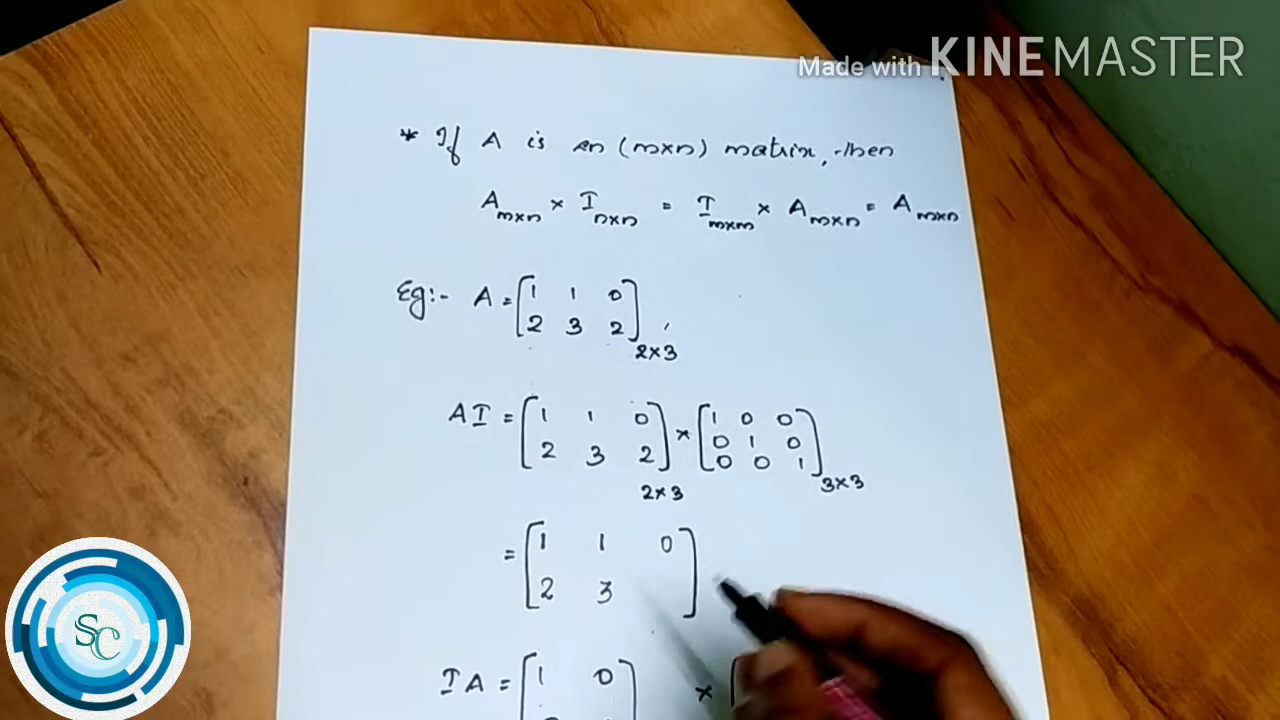 Made with KINEMASTER
* If A is an (m×n) matrix, then
A m×n × I n×n = I m×m × A m×n = A m×n
Eg:- A = [1 1 0
2 3 2] 2×3
AI = [1 1 0 × [1 0 0
2 3 2] 2×3 0 1 0
0 0 1] 3×3
= [1 1 0
2 3 ]
IA = [1 0 ] × [
SC